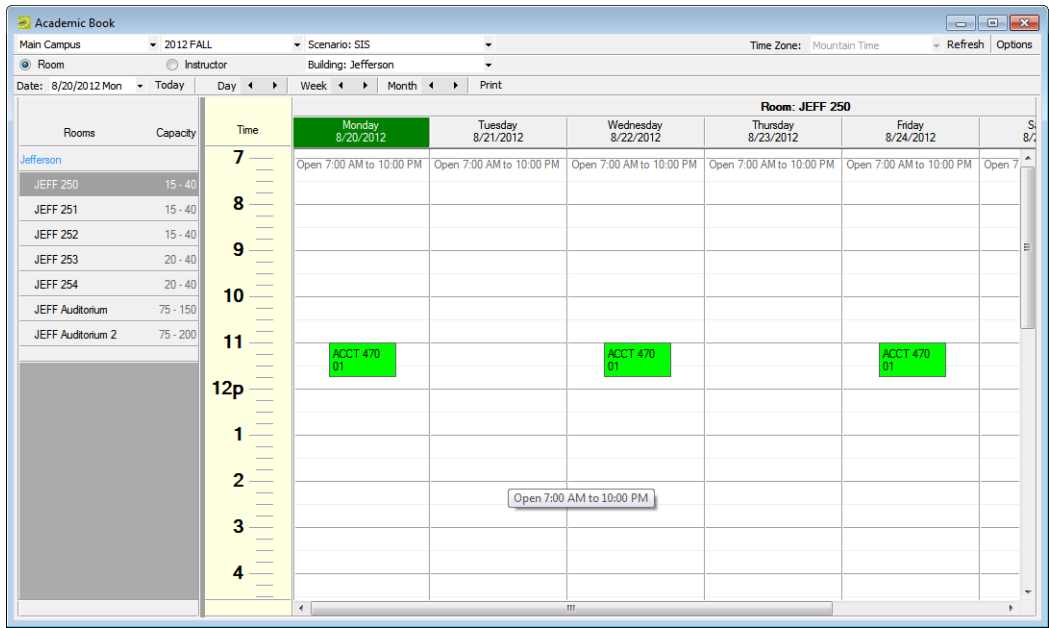 Academic Book
Main Campus 2012 FALL Scenario: SIS Time Zone: Mountain Time Refresh Options
Room Instructor Building: Jefferson
Date: 8/20/2012 Mon Today Day Week Month Print
Room: JEFF 250
Rooms Capacity Time
Monday Tuesday Wednesday Thursday Friday
8/20/2012 8/21/2012 8/22/2012 8/23/2012 8/24/2012
Jefferson
7
Open 7:00 AM to 10:00 PM Open 7:00 AM to 10:00 PM Open 7:00 AM to 10:00 PM Open 7:00 AM to 10:00 PM Open 7:00 AM to 10:00 PM Open 7
JEFF 250 15 - 40
8
JEFF 251 15 - 40
JEFF 252 15 - 40
9
JEFF 253 20 - 40
JEFF 254 20 - 40
10
JEFF Auditorium 75 - 150
JEFF Auditorium 2 75 - 200
11
ACCT 470 ACCT 470 ACCT 470
01 01 01
12p
1
2
Open 7:00 AM to 10:00 PM
3
4